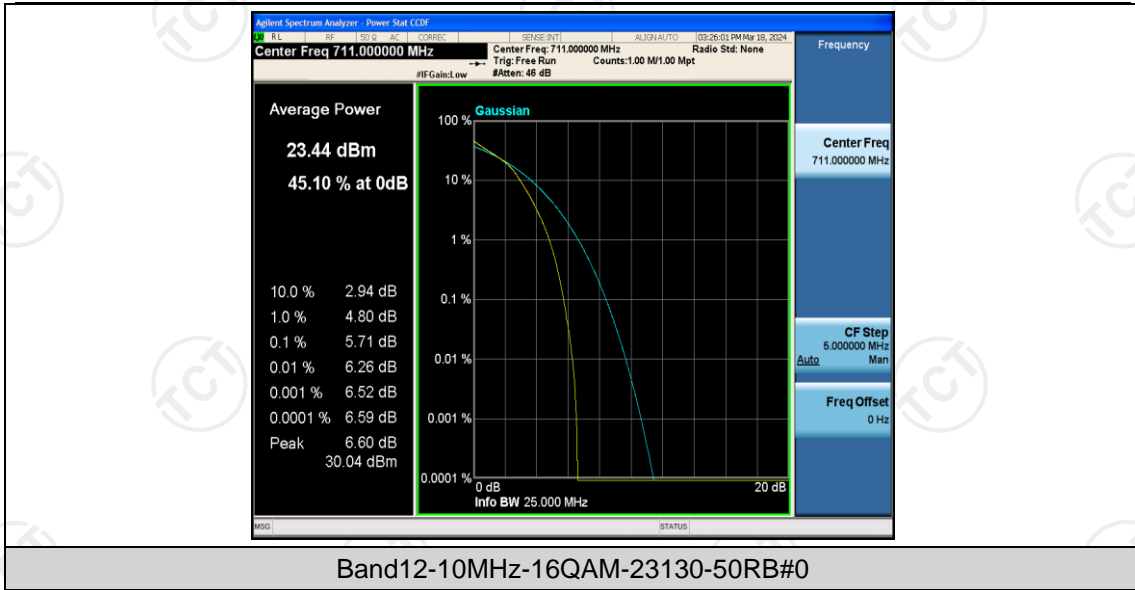 Agilent Spectrum Analyzer - Power Stat CCDF
LXI RL RF 50 Ω AC CORREC SENSE:INT ALIGNAUTO 03:26:01 PM Mar 18, 2024
Center Freq 711.000000 MHz
Center Freq: 711.000000 MHz Radio Std: None
Trig: Free Run Counts:1.00 M/1.00 Mpt
#IFGain:Low #Atten: 46 dB
Frequency
Average Power
23.44 dBm
45.10 % at 0dB
10.0 % 2.94 dB
1.0 % 4.80 dB
0.1 % 5.71 dB
0.01 % 6.26 dB
0.001 % 6.52 dB
0.0001 % 6.59 dB
Peak 6.60 dB
30.04 dBm
Gaussian
100 %
10 %
1 %
0.1 %
0.01 %
0.001 %
0.0001 %
0 dB 20 dB
Info BW 25.000 MHz
Center Freq
711.000000 MHz
CF Step
5.000000 MHz
Auto Man
Freq Offset
0 Hz
MSG STATUS
Band12-10MHz-16QAM-23130-50RB#0
TCT
TCT
TCT
TCT